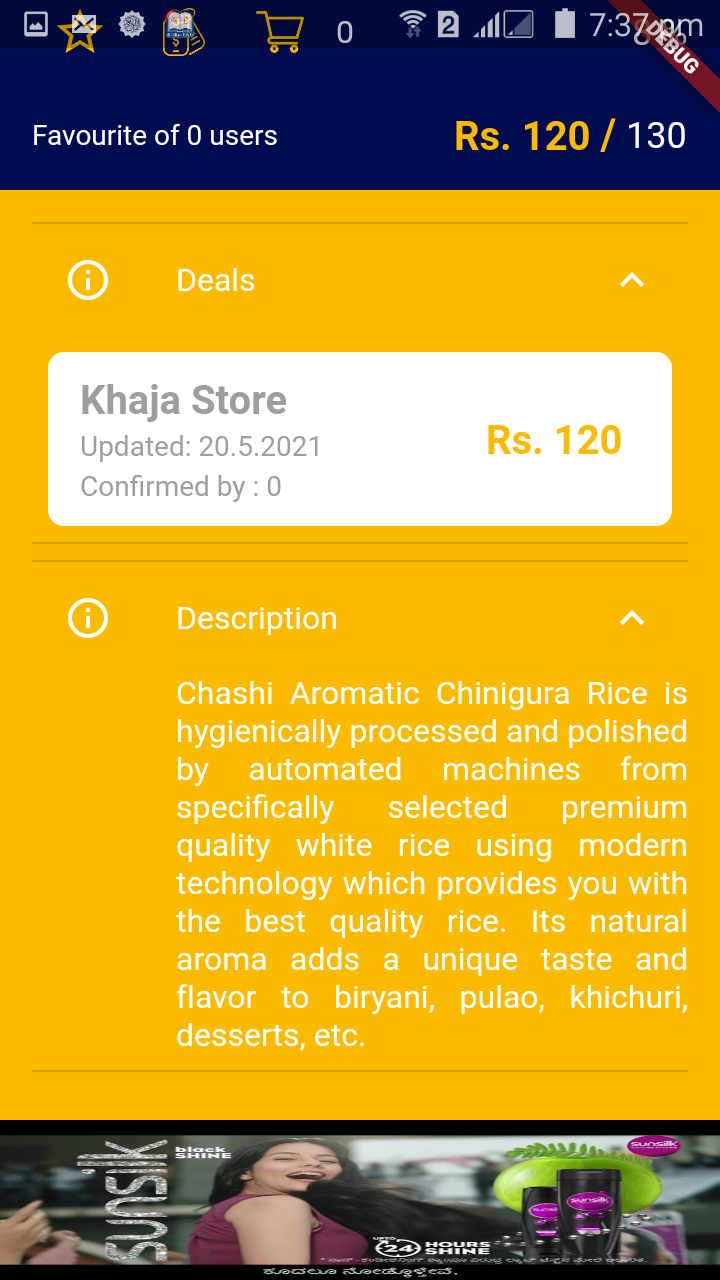 0
2
7:37 pm
DEBUG
Favourite of 0 users
Rs. 120 / 130
Deals
Khaja Store
Updated: 20.5.2021
Confirmed by : 0
Rs. 120
Description
Chashi Aromatic Chinigura Rice is
hygienically processed and polished
by automated machines from
specifically selected premium
quality white rice using modern
technology which provides you with
the best quality rice. Its natural
aroma adds a unique taste and
flavor to biryani, pulao, khichuri,
desserts, etc.
sunsilk
black
SHINE
sunsilk
sunsilk
UPTO
24 HOURS
SHINE